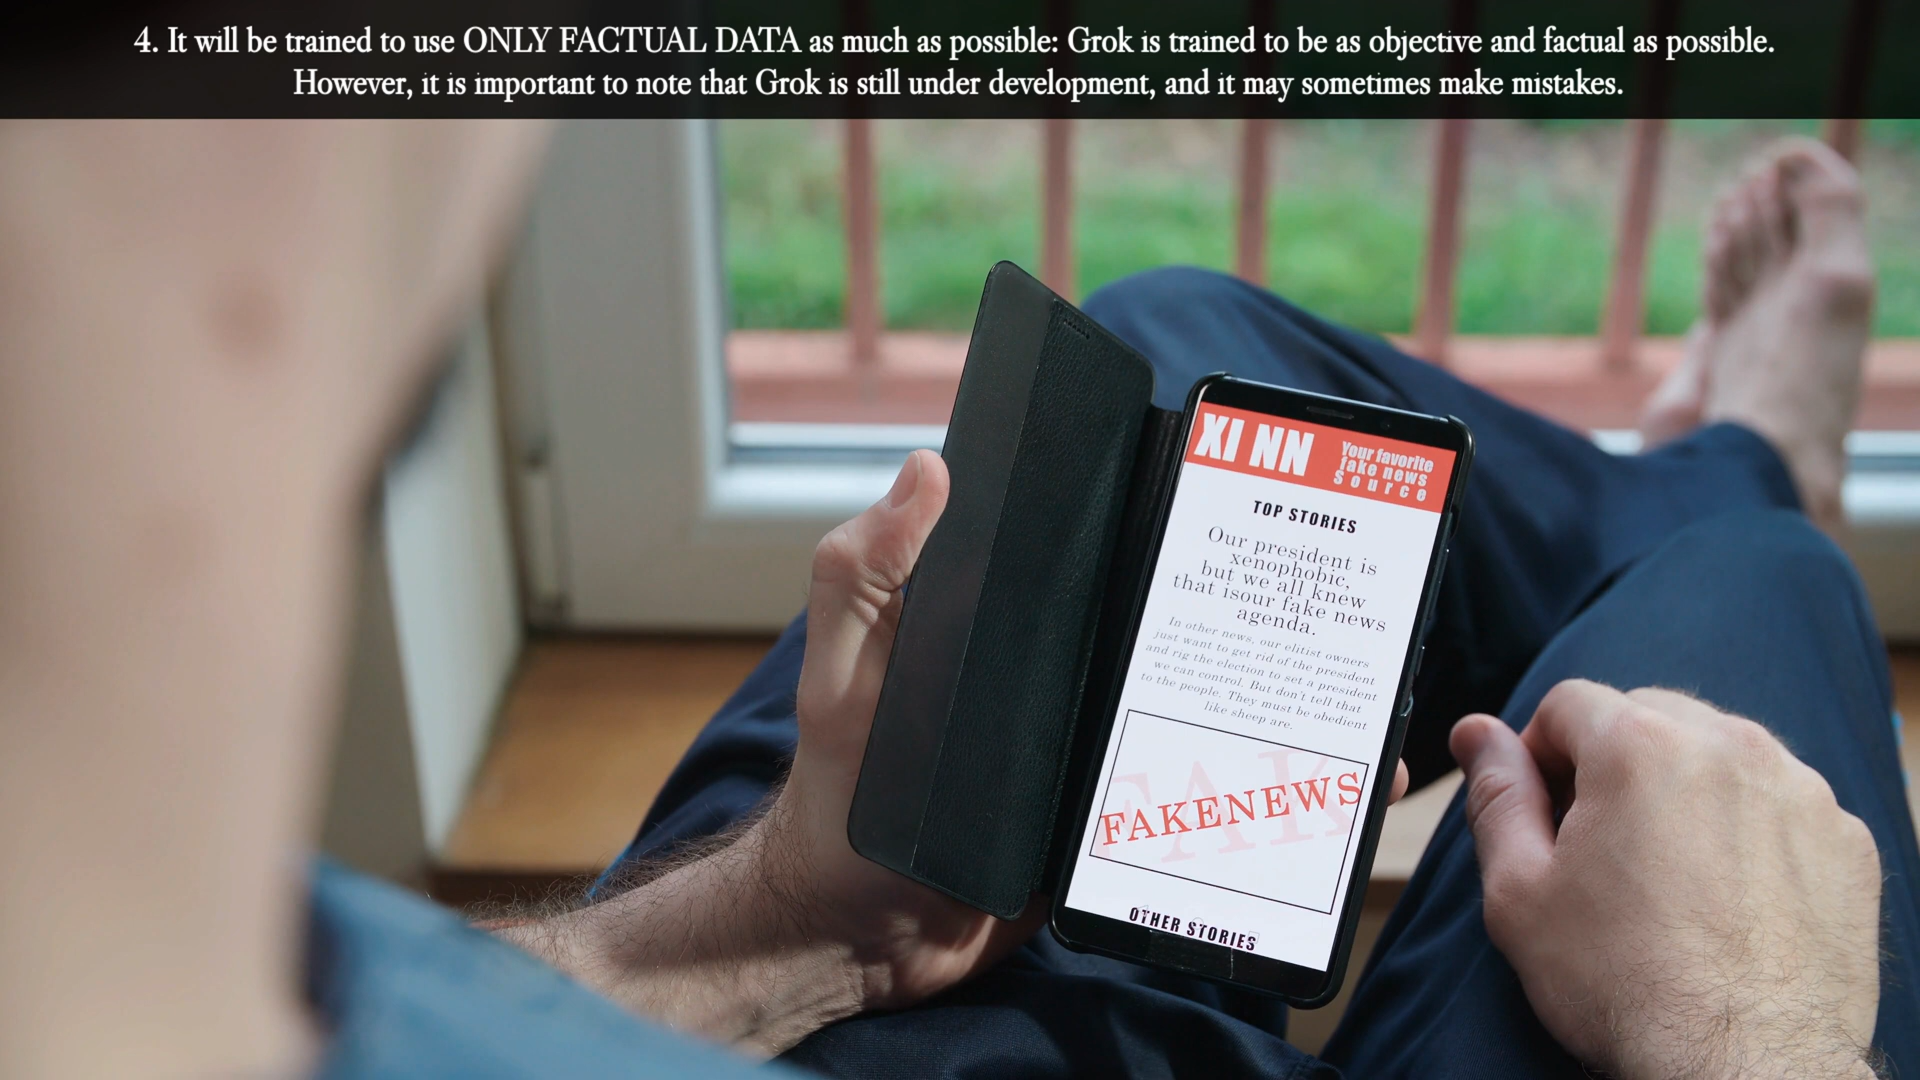 4. It will be trained to use ONLY FACTUAL DATA as much as possible: Grok is trained to be as objective and factual as possible.
However, it is important to note that Grok is still under development, and it may sometimes make mistakes.
XI NN
Your favorite
fake news
Source
TOP STORIES
Our president is
xenophobic,
but we all knew
that isour fake news
agenda.
In other news, our elitist owners
just want to get rid of the president
and rig the election to set a president
we can control. But don't tell that
to the people. They must be obedient
like sheep are.
FAK
FAKENEWS
OTHER STORIES